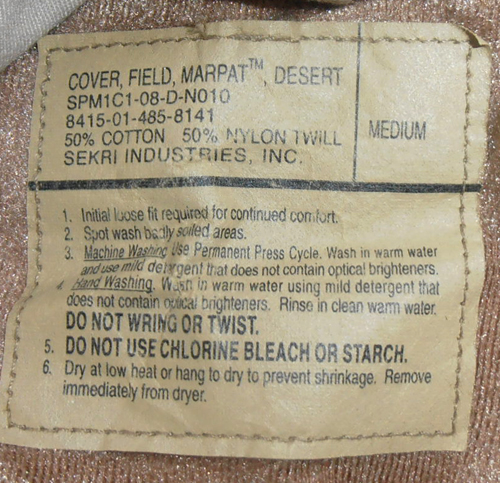 COVER, FIELD, MARPAT™, DESERT
SPM1C1-08-D-N010
8415-01-485-8141
50% COTTON 50% NYLON TWILL
SEKRI INDUSTRIES, INC.
MEDIUM
1. Initial loose fit required for continued comfort.
2. Spot wash badly soiled areas.
3. Machine Washing Use Permanent Press Cycle. Wash in warm water
and use mild detergent that does not contain optical brighteners.
Hand Washing. Wash in warm water using mild detergent that
does not contain optical brighteners. Rinse in clean warm water.
DO NOT WRING OR TWIST.
5. DO NOT USE CHLORINE BLEACH OR STARCH.
6. Dry at low heat or hang to dry to prevent shrinkage. Remove
immediately from dryer.